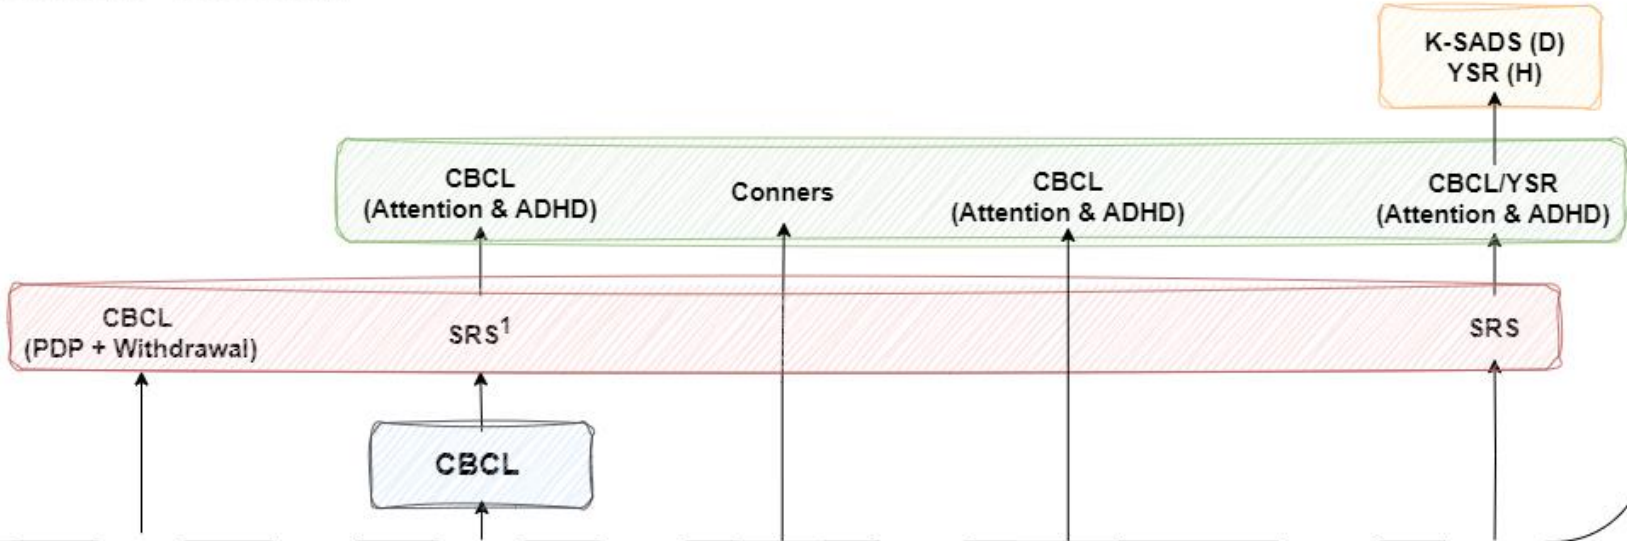 K-SADS (D)
YSR (H)
CBCL
(Attention & ADHD)
Conners
CBCL
(Attention & ADHD)
CBCL/YSR
(Attention & ADHD)
CBCL
(PDP + Withdrawal)
SRS¹
SRS
CBCL